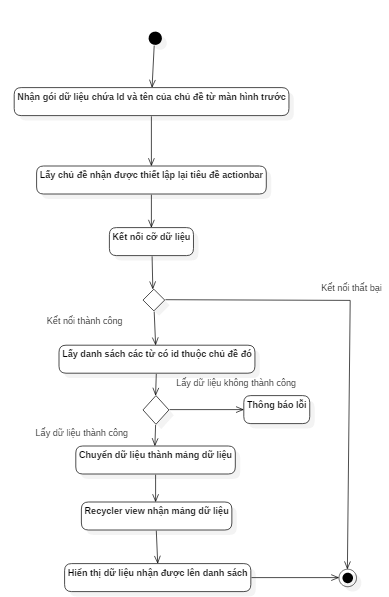 Nhận gói dữ liệu chứa Id và tên của chủ đề từ màn hình trước
Lấy chủ đề nhận được thiết lập lại tiêu đề actionbar
Kết nối cỡ dữ liệu
Kết nối thất bại
Kết nối thành công
Lấy danh sách các từ có id thuộc chủ đề đó
Lấy dữ liệu không thành công
Thông báo lỗi
Lấy dữ liệu thành công
Chuyển dữ liệu thành mảng dữ liệu
Recycler view nhận mảng dữ liệu
Hiển thị dữ liệu nhận được lên danh sách